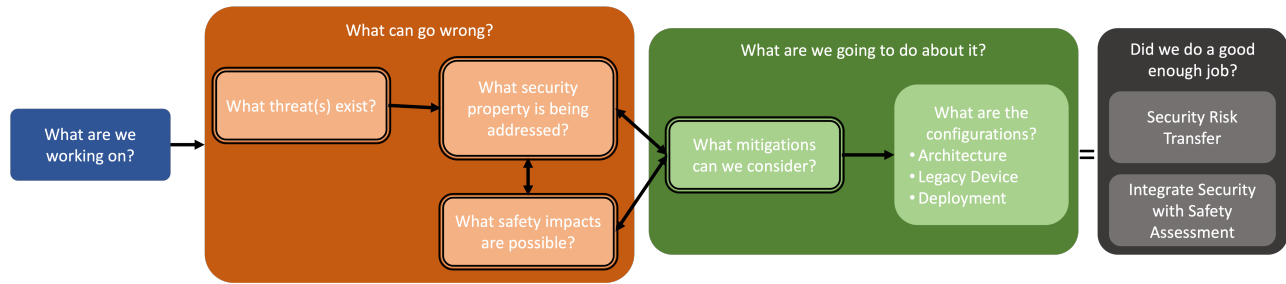 What are we
working on?
What can go wrong?
What threat(s) exist?
What security
property is being
addressed?
What safety impacts
are possible?
What are we going to do about it?
What mitigations
can we consider?
What are the
configurations?
• Architecture
• Legacy Device
• Deployment
=
Did we do a good
enough job?
Security Risk
Transfer
Integrate Security
with Safety
Assessment